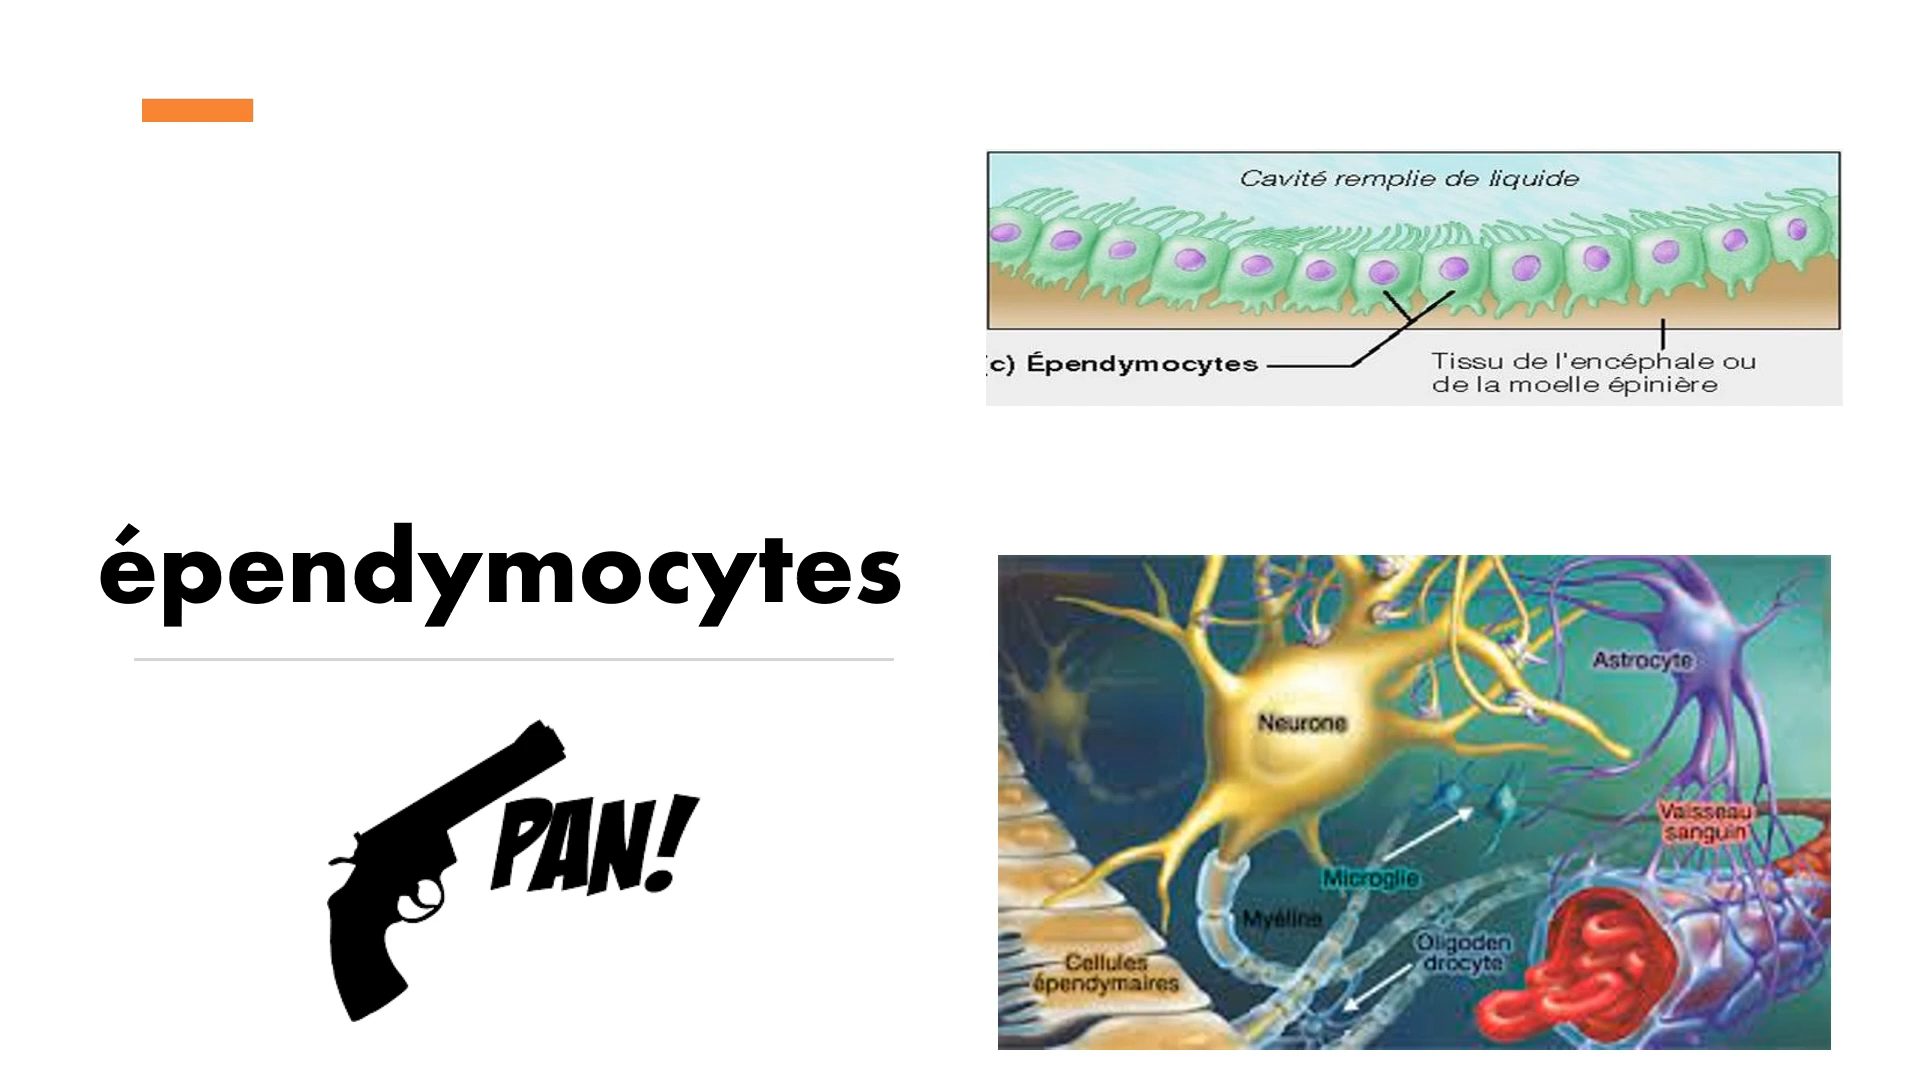 Cavité remplie de liquide
(c) Épendymocytes
Tissu de l'encéphale ou
de la moelle épinière
épendymocytes
PAN!
Astrocyte
Neurone
Vaisseau
sanguin
Microglie
Myéline
Oligoden
drocyte
Cellules
épendymaires